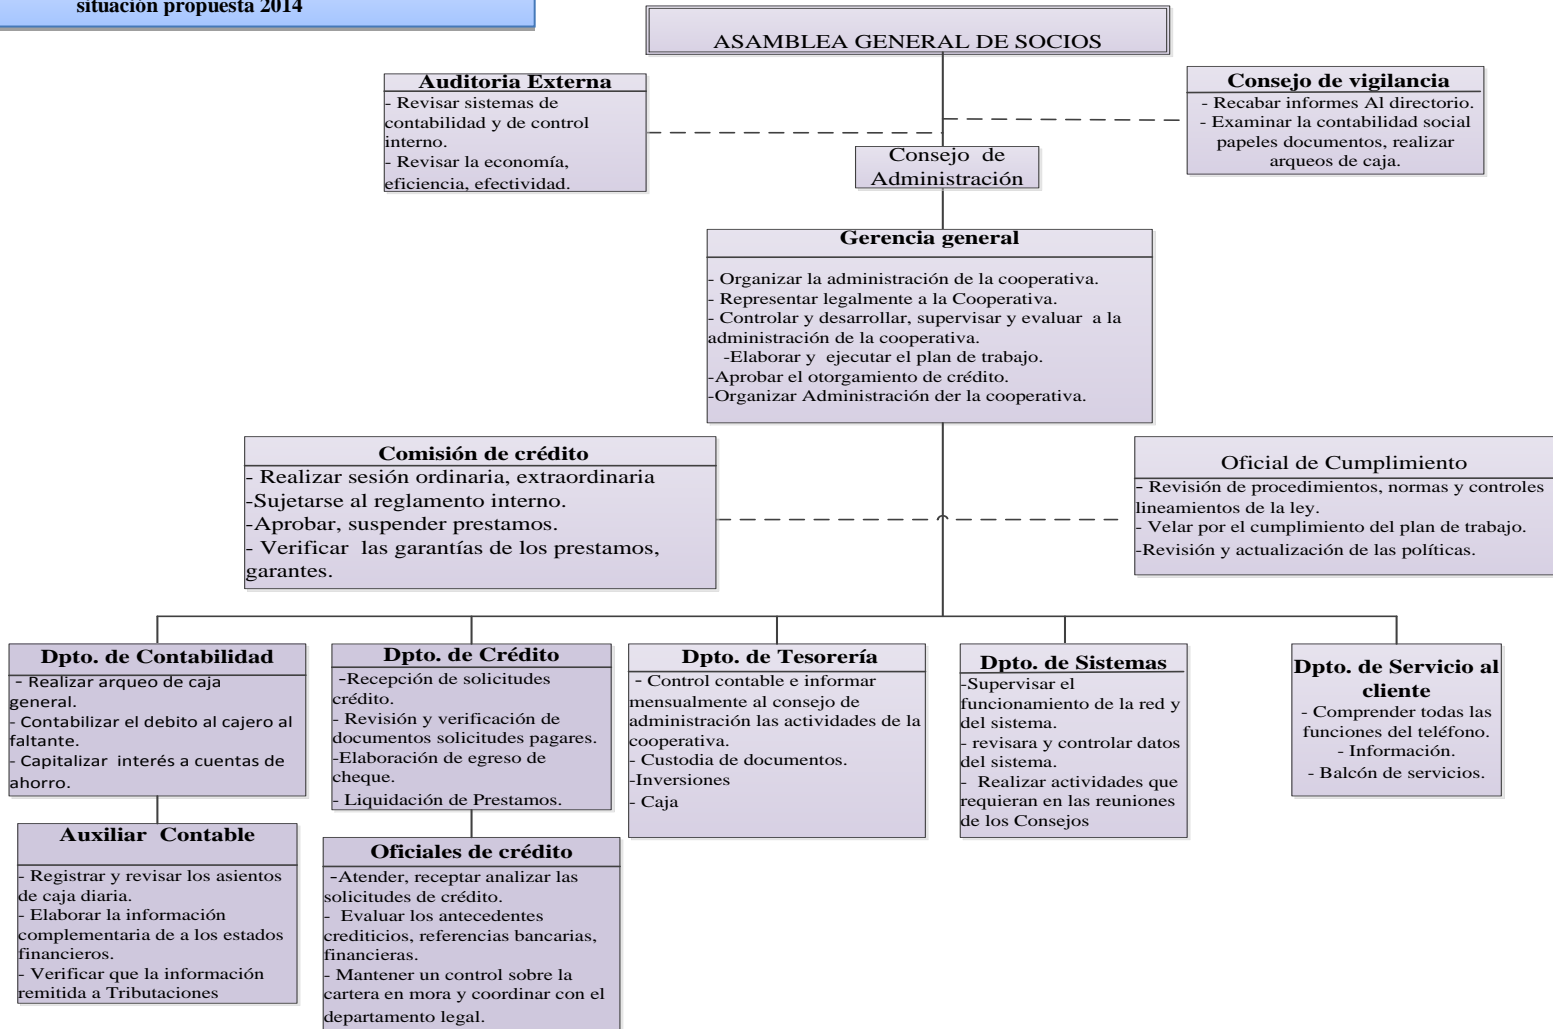 situación propuesta 2014
ASAMBLEA GENERAL DE SOCIOS
Auditoria Externa
- Revisar sistemas de
contabilidad y de control
interno.
- Revisar la economía,
eficiencia, efectividad.
Consejo de vigilancia
- Recabar informes Al directorio.
- Examinar la contabilidad social
papeles documentos, realizar
arqueos de caja.
Consejo de
Administración
Gerencia general
- Organizar la administración de la cooperativa.
- Representar legalmente a la Cooperativa.
- Controlar y desarrollar, supervisar y evaluar a la
administración de la cooperativa.
-Elaborar y ejecutar el plan de trabajo.
-Aprobar el otorgamiento de crédito.
-Organizar Administración der la cooperativa.
Comisión de crédito
- Realizar sesión ordinaria, extraordinaria
-Sujetarse al reglamento interno.
-Aprobar, suspender prestamos.
- Verificar las garantías de los prestamos,
garantes.
Oficial de Cumplimiento
- Revisión de procedimientos, normas y controles
lineamientos de la ley.
- Velar por el cumplimiento del plan de trabajo.
-Revisión y actualización de las políticas.
Dpto. de Contabilidad
- Realizar arqueo de caja
general.
- Contabilizar el debito al cajero al
faltante.
- Capitalizar interés a cuentas de
ahorro.
Dpto. de Crédito
-Recepción de solicitudes
crédito.
- Revisión y verificación de
documentos solicitudes pagares.
-Elaboración de egreso de
cheque.
- Liquidación de Prestamos.
Dpto. de Tesorería
- Control contable e informar
mensualmente al consejo de
administración las actividades de la
cooperativa.
- Custodia de documentos.
-Inversiones
- Caja
Dpto. de Sistemas
-Supervisar el
funcionamiento de la red y
del sistema.
- revisara y controlar datos
del sistema.
- Realizar actividades que
requieran en las reuniones
de los Consejos
Dpto. de Servicio al
cliente
- Comprender todas las
funciones del teléfono.
- Información.
- Balcón de servicios.
Auxiliar Contable
- Registrar y revisar los asientos
de caja diaria.
- Elaborar la información
complementaria de a los estados
financieros.
- Verificar que la información
remitida a Tributaciones
Oficiales de crédito
-Atender, receptar analizar las
solicitudes de crédito.
- Evaluar los antecedentes
crediticios, referencias bancarias,
financieras.
- Mantener un control sobre la
cartera en mora y coordinar con el
departamento legal.